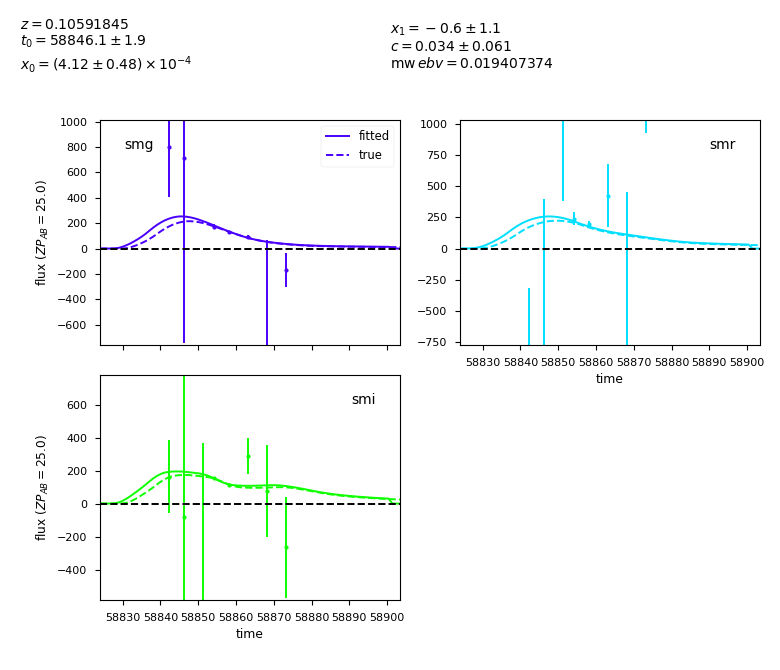 z = 0.10591845
t₀ = 58846.1 ± 1.9
x₀ = (4.12 ± 0.48) × 10⁻⁴
x₁ = −0.6 ± 1.1
c = 0.034 ± 0.061
mw ebv = 0.019407374
smg
fitted
true
1000
800
600
400
200
0
−200
−400
−600
flux (ZP_AB = 25.0)
smr
1000
750
500
250
0
−250
−500
−750
58830 58840 58850 58860 58870 58880 58890 58900
time
smi
600
400
200
0
−200
−400
flux (ZP_AB = 25.0)
58830 58840 58850 58860 58870 58880 58890 58900
time